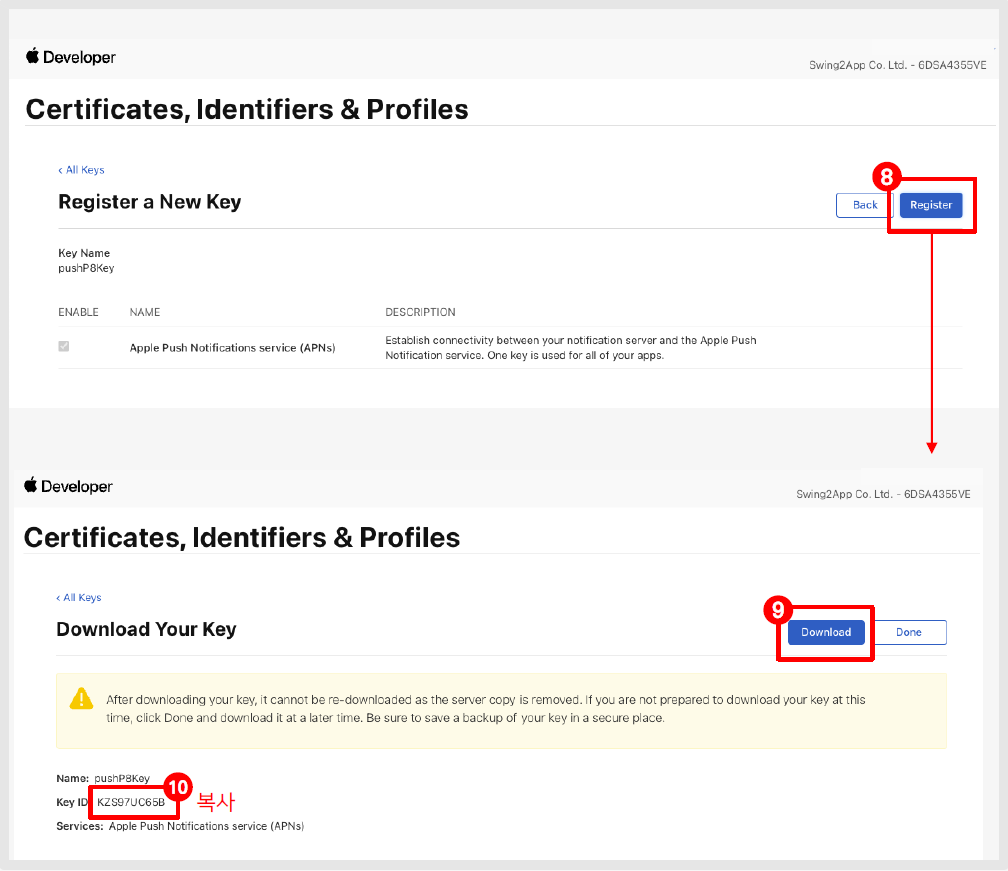 Developer
Swing2App Co. Ltd. - 6DSA4355VE
Certificates, Identifiers & Profiles
‹ All Keys
8
Register a New Key
Back
Register
Key Name
pushP8Key
ENABLE NAME DESCRIPTION
Apple Push Notifications service (APNs)
Establish connectivity between your notification server and the Apple Push
Notification service. One key is used for all of your apps.
Developer
Swing2App Co. Ltd. - 6DSA4355VE
Certificates, Identifiers & Profiles
‹ All Keys
9
Download Your Key
Download
Done
After downloading your key, it cannot be re-downloaded as the server copy is removed. If you are not prepared to download your key at this
time, click Done and download it at a later time. Be sure to save a backup of your key in a secure place.
Name: pushP8Key
10
Key ID KZS97UC65B 복사
Services: Apple Push Notifications service (APNs)